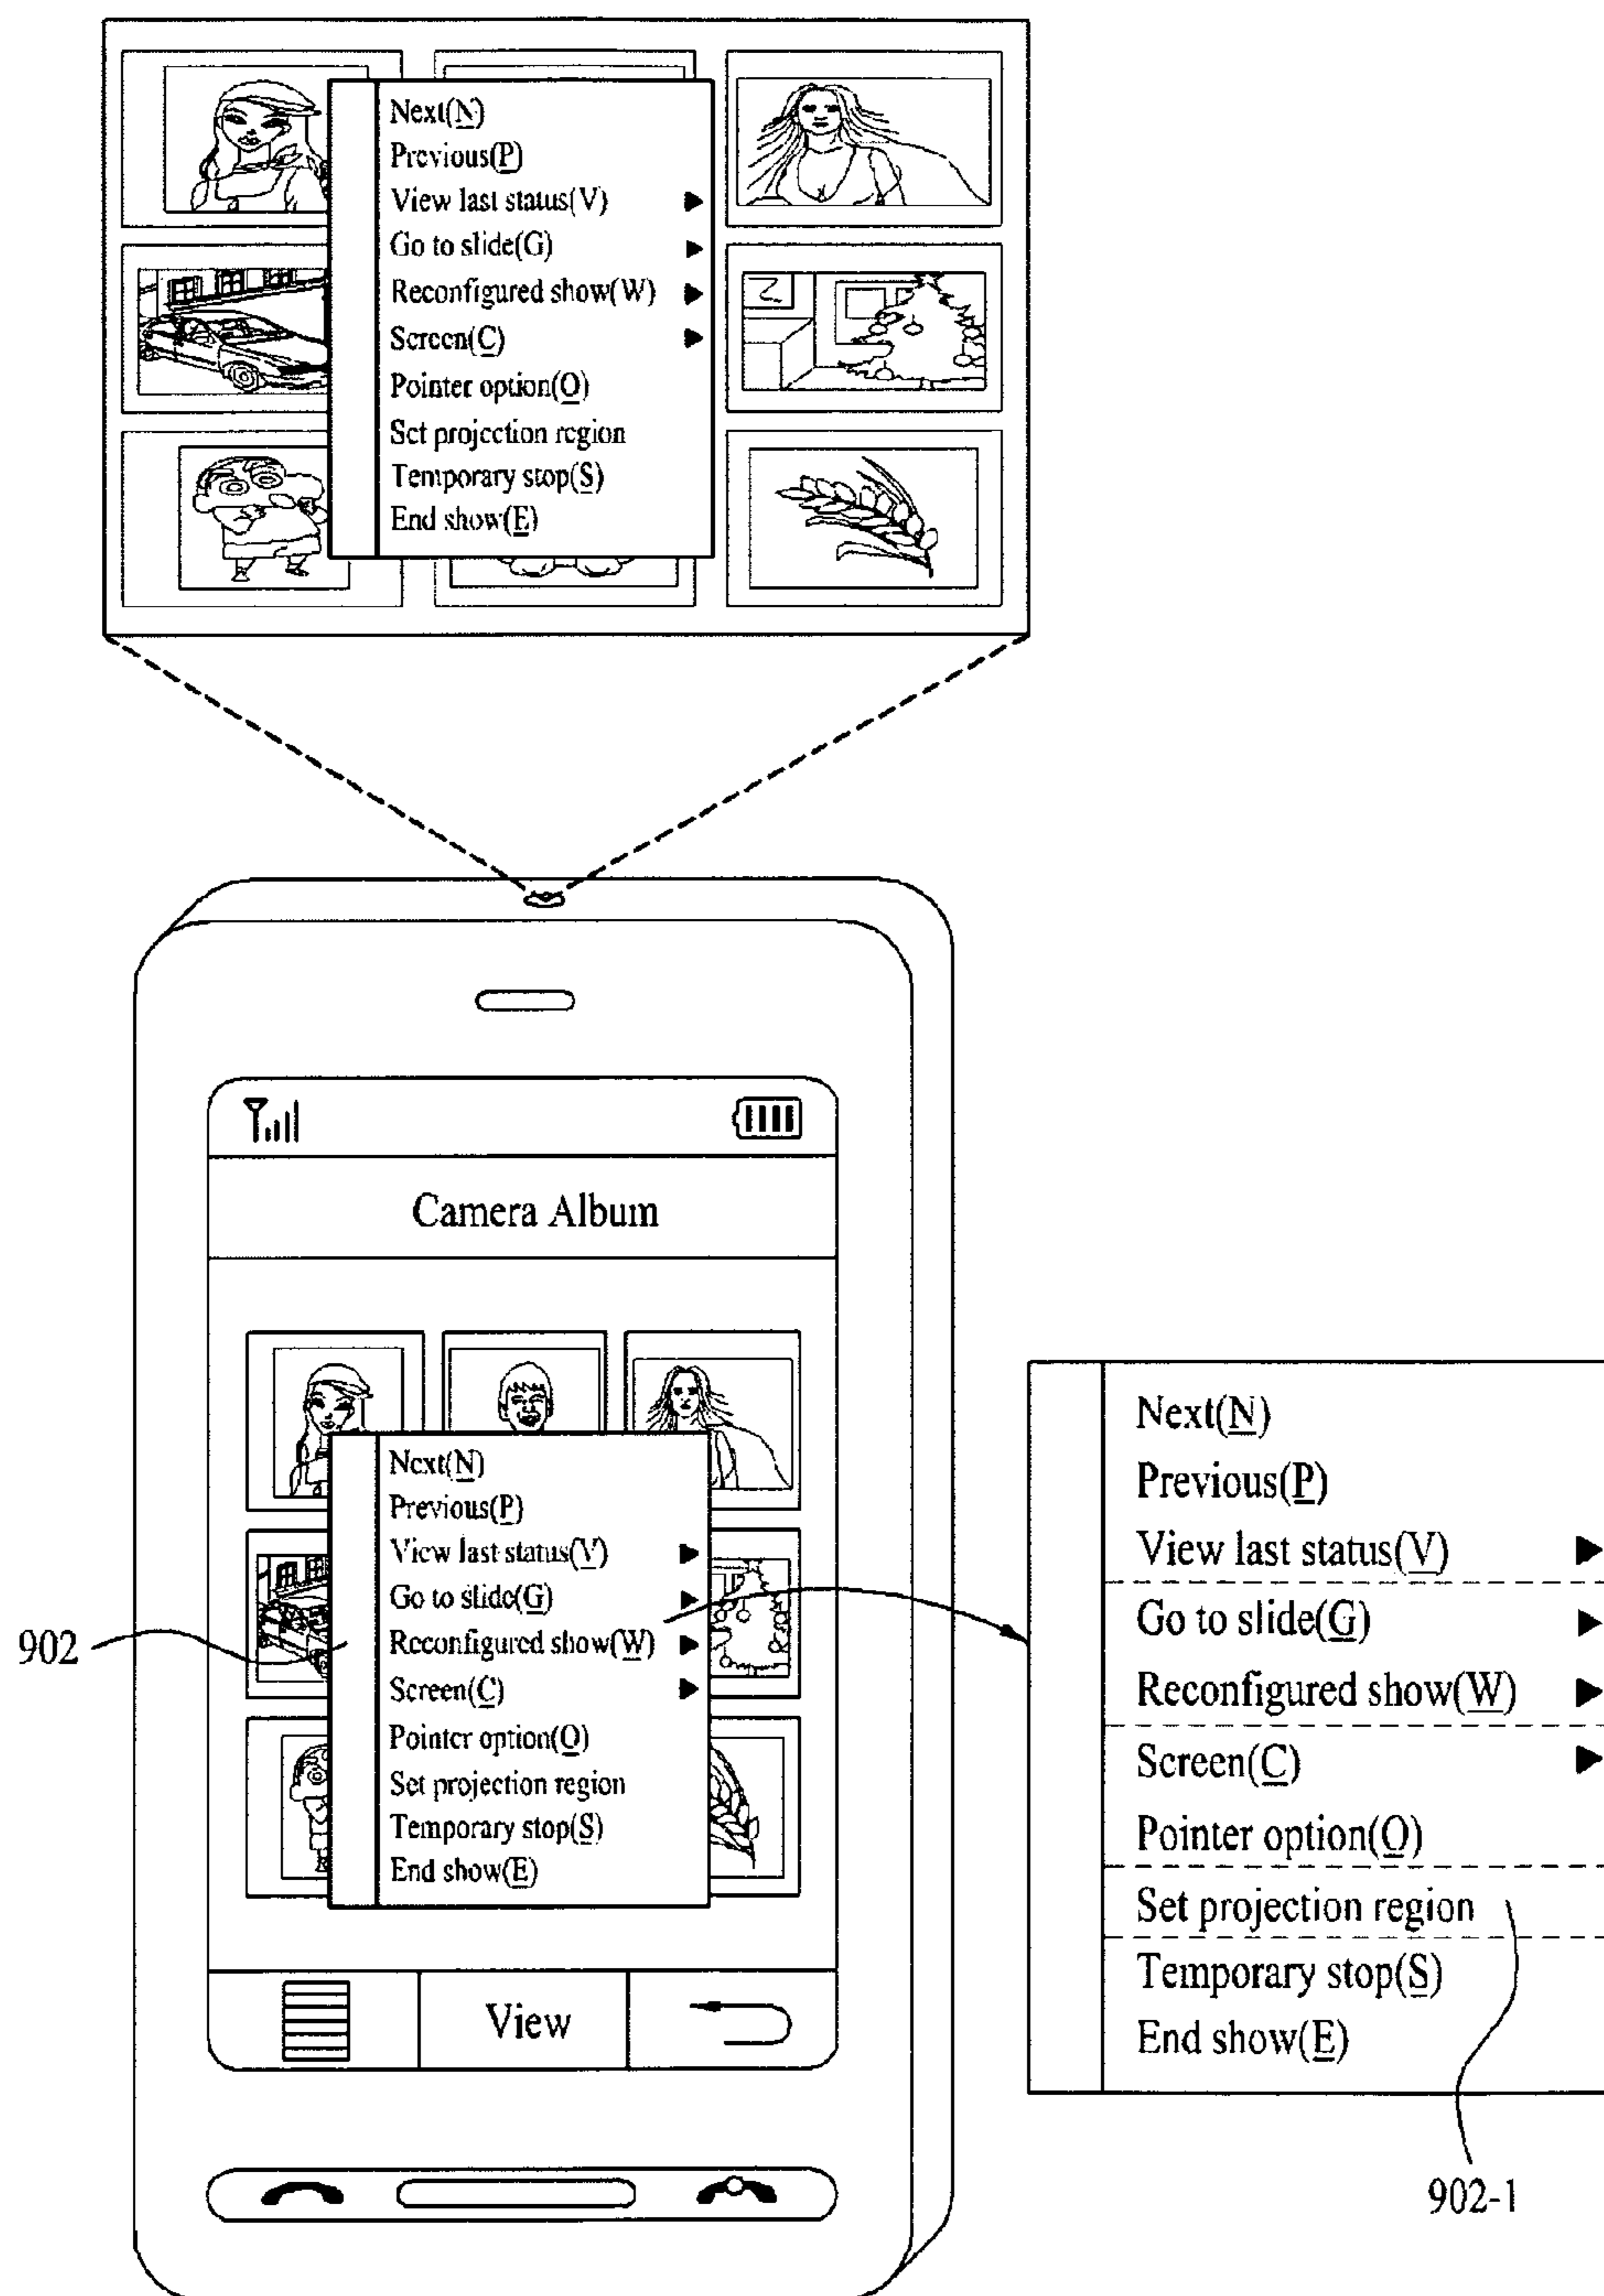 Next(N)
Previous(P)
View last status(V)
Go to slide(G)
Reconfigured show(W)
Screen(C)
Pointer option(O)
Set projection region
Temporary stop(S)
End show(E)
Camera Album
Next(N)
Previous(P)
View last status(V)
Go to slide(G)
Reconfigured show(W)
Screen(C)
Pointer option(O)
Set projection region
Temporary stop(S)
End show(E)
View
902
Next(N)
Previous(P)
View last status(V)
Go to slide(G)
Reconfigured show(W)
Screen(C)
Pointer option(O)
Set projection region
Temporary stop(S)
End show(E)
902-1